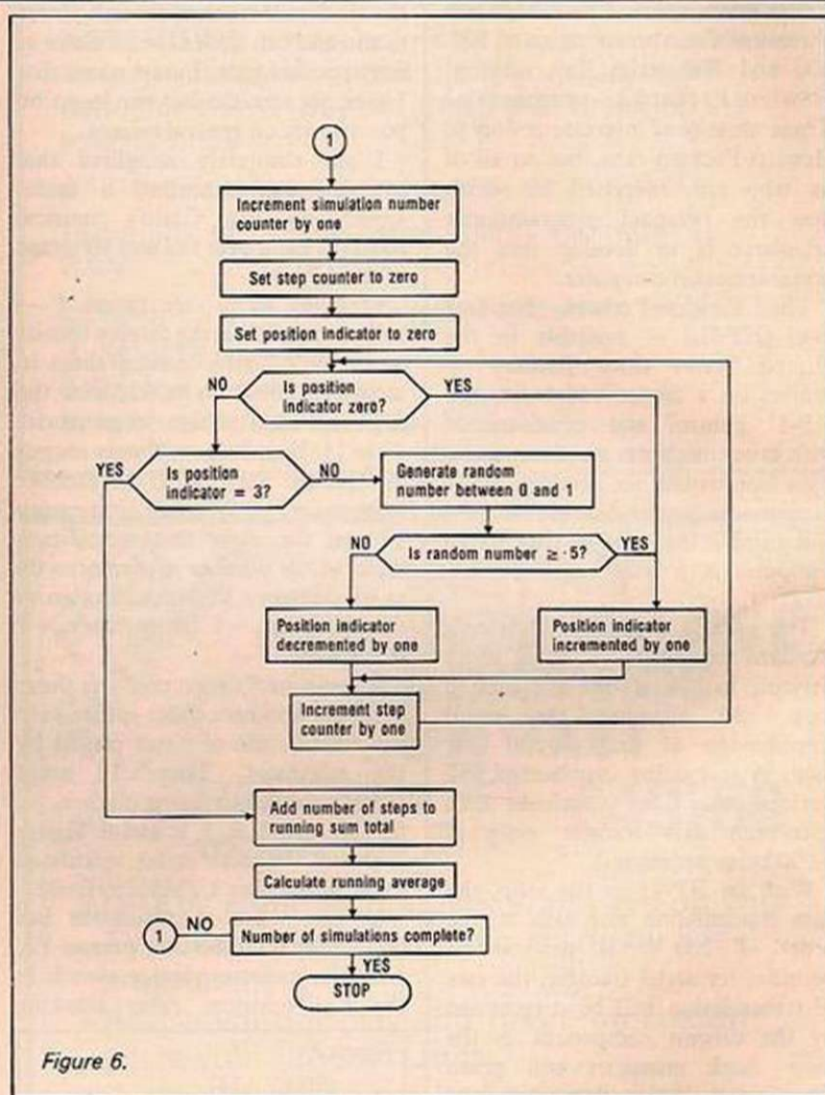 1
Increment simulation number
counter by one
Set step counter to zero
Set position indicator to zero
NO
Is position
indicator zero?
YES
YES
Is position
indicator = 3?
NO
Generate random
number between 0 and 1
NO
Is random number ≥ ·5?
YES
Position indicator
decremented by one
Position indicator
incremented by one
Increment step
counter by one
Add number of steps to
running sum total
Calculate running average
1
NO
Number of simulations complete?
YES
STOP
Figure 6.